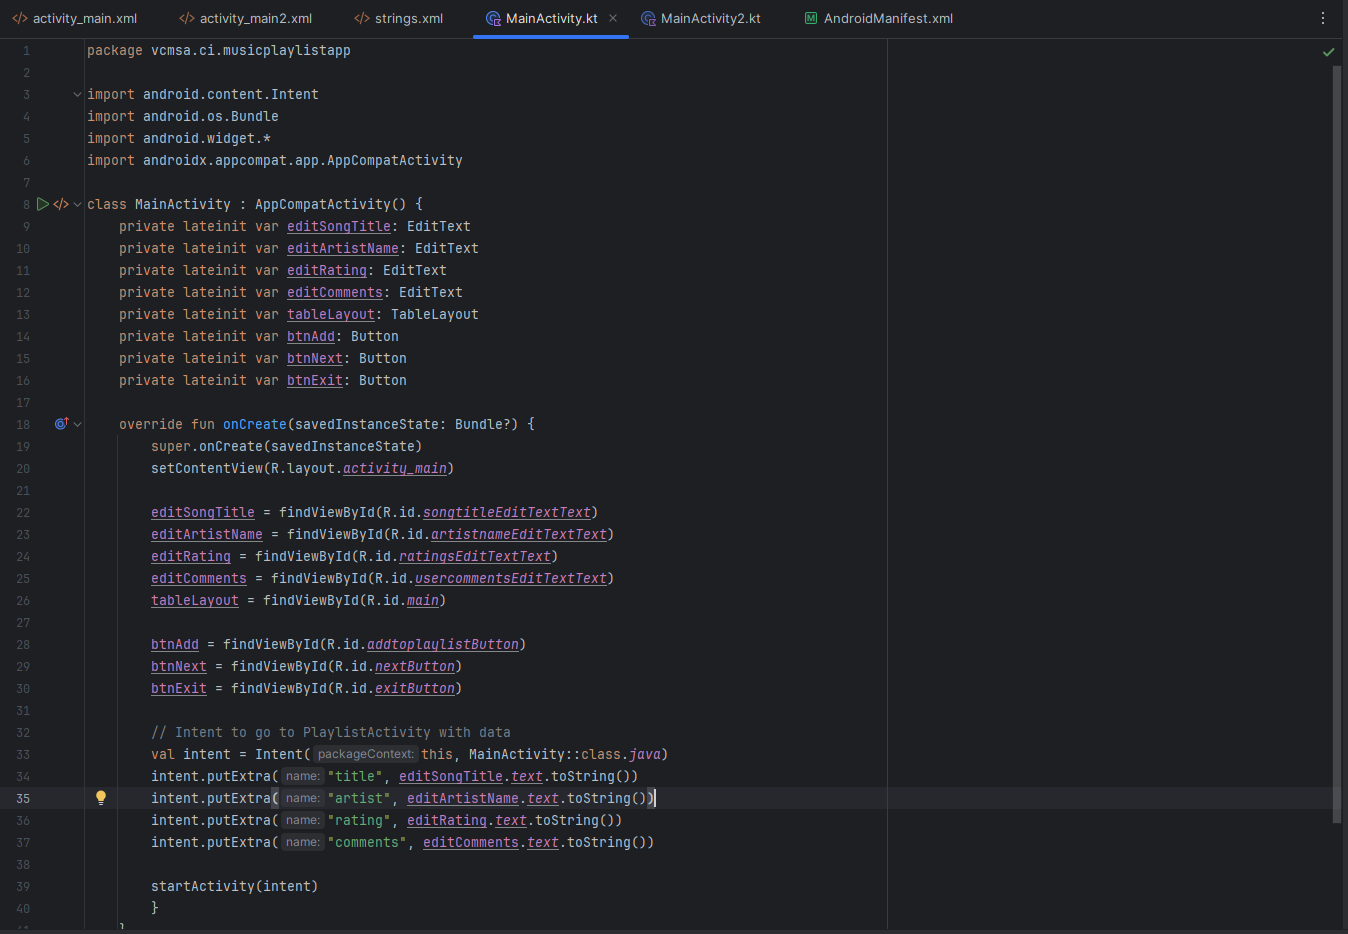 activity_main.xml activity_main2.xml strings.xml MainActivity.kt MainActivity2.kt AndroidManifest.xml
1 package vcmsa.ci.musicplaylistapp
2
3 import android.content.Intent
4 import android.os.Bundle
5 import android.widget.*
6 import androidx.appcompat.app.AppCompatActivity
7
8 class MainActivity : AppCompatActivity() {
9 private lateinit var editSongTitle: EditText
10 private lateinit var editArtistName: EditText
11 private lateinit var editRating: EditText
12 private lateinit var editComments: EditText
13 private lateinit var tableLayout: TableLayout
14 private lateinit var btnAdd: Button
15 private lateinit var btnNext: Button
16 private lateinit var btnExit: Button
17
18 override fun onCreate(savedInstanceState: Bundle?) {
19 super.onCreate(savedInstanceState)
20 setContentView(R.layout.activity_main)
21
22 editSongTitle = findViewById(R.id.songtitleEditTextText)
23 editArtistName = findViewById(R.id.artistnameEditTextText)
24 editRating = findViewById(R.id.ratingsEditTextText)
25 editComments = findViewById(R.id.usercommentsEditTextText)
26 tableLayout = findViewById(R.id.main)
27
28 btnAdd = findViewById(R.id.addtoplaylistButton)
29 btnNext = findViewById(R.id.nextButton)
30 btnExit = findViewById(R.id.exitButton)
31
32 // Intent to go to PlaylistActivity with data
33 val intent = Intent( packageContext: this, MainActivity::class.java)
34 intent.putExtra( name: "title", editSongTitle.text.toString())
35 intent.putExtra( name: "artist", editArtistName.text.toString())
36 intent.putExtra( name: "rating", editRating.text.toString())
37 intent.putExtra( name: "comments", editComments.text.toString())
38
39 startActivity(intent)
40 }